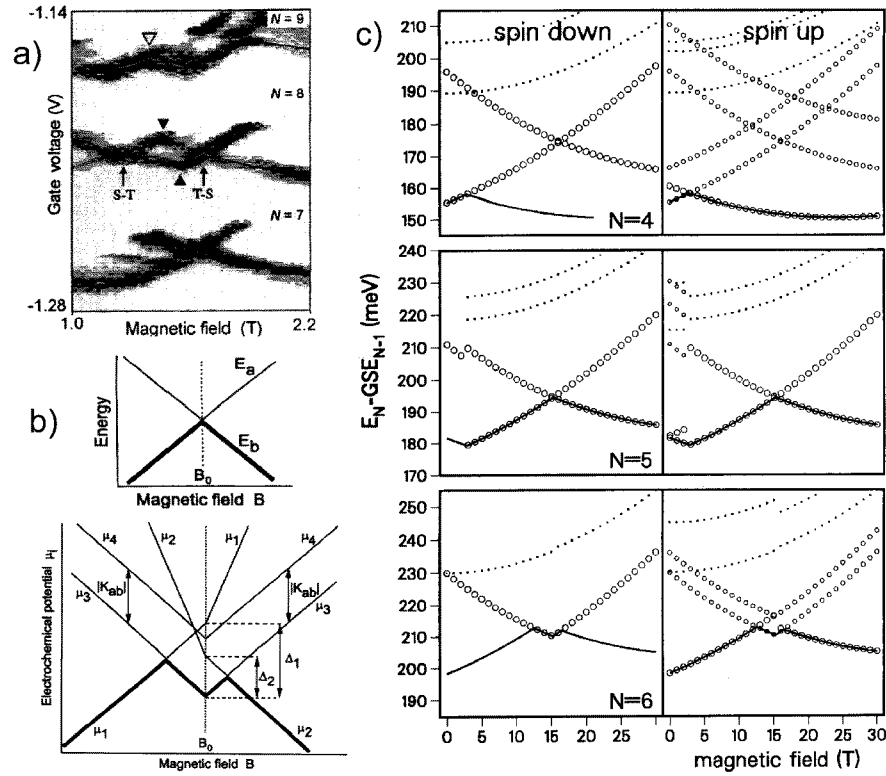 a)
-1.14
N = 9
N = 8
S-T
T-S
N = 7
-1.28
1.0
2.2
Gate voltage (V)
Magnetic field (T)
b)
Energy
E_a
E_b
B_0
Magnetic field B
μ_4
μ_2
μ_1
μ_4
μ_3
|K_ab|
|K_ab|
μ_3
Δ_1
Δ_2
μ_1
μ_2
B_0
Electrochemical potential μ_i
Magnetic field B
c)
spin down
spin up
210
200
190
180
170
160
150
N=4
230
220
210
200
190
180
170
N=5
E_N-GSE_N-1 (meV)
250
240
230
220
210
200
190
N=6
0 5 10 15 20 25
0 5 10 15 20 25 30
magnetic field (T)